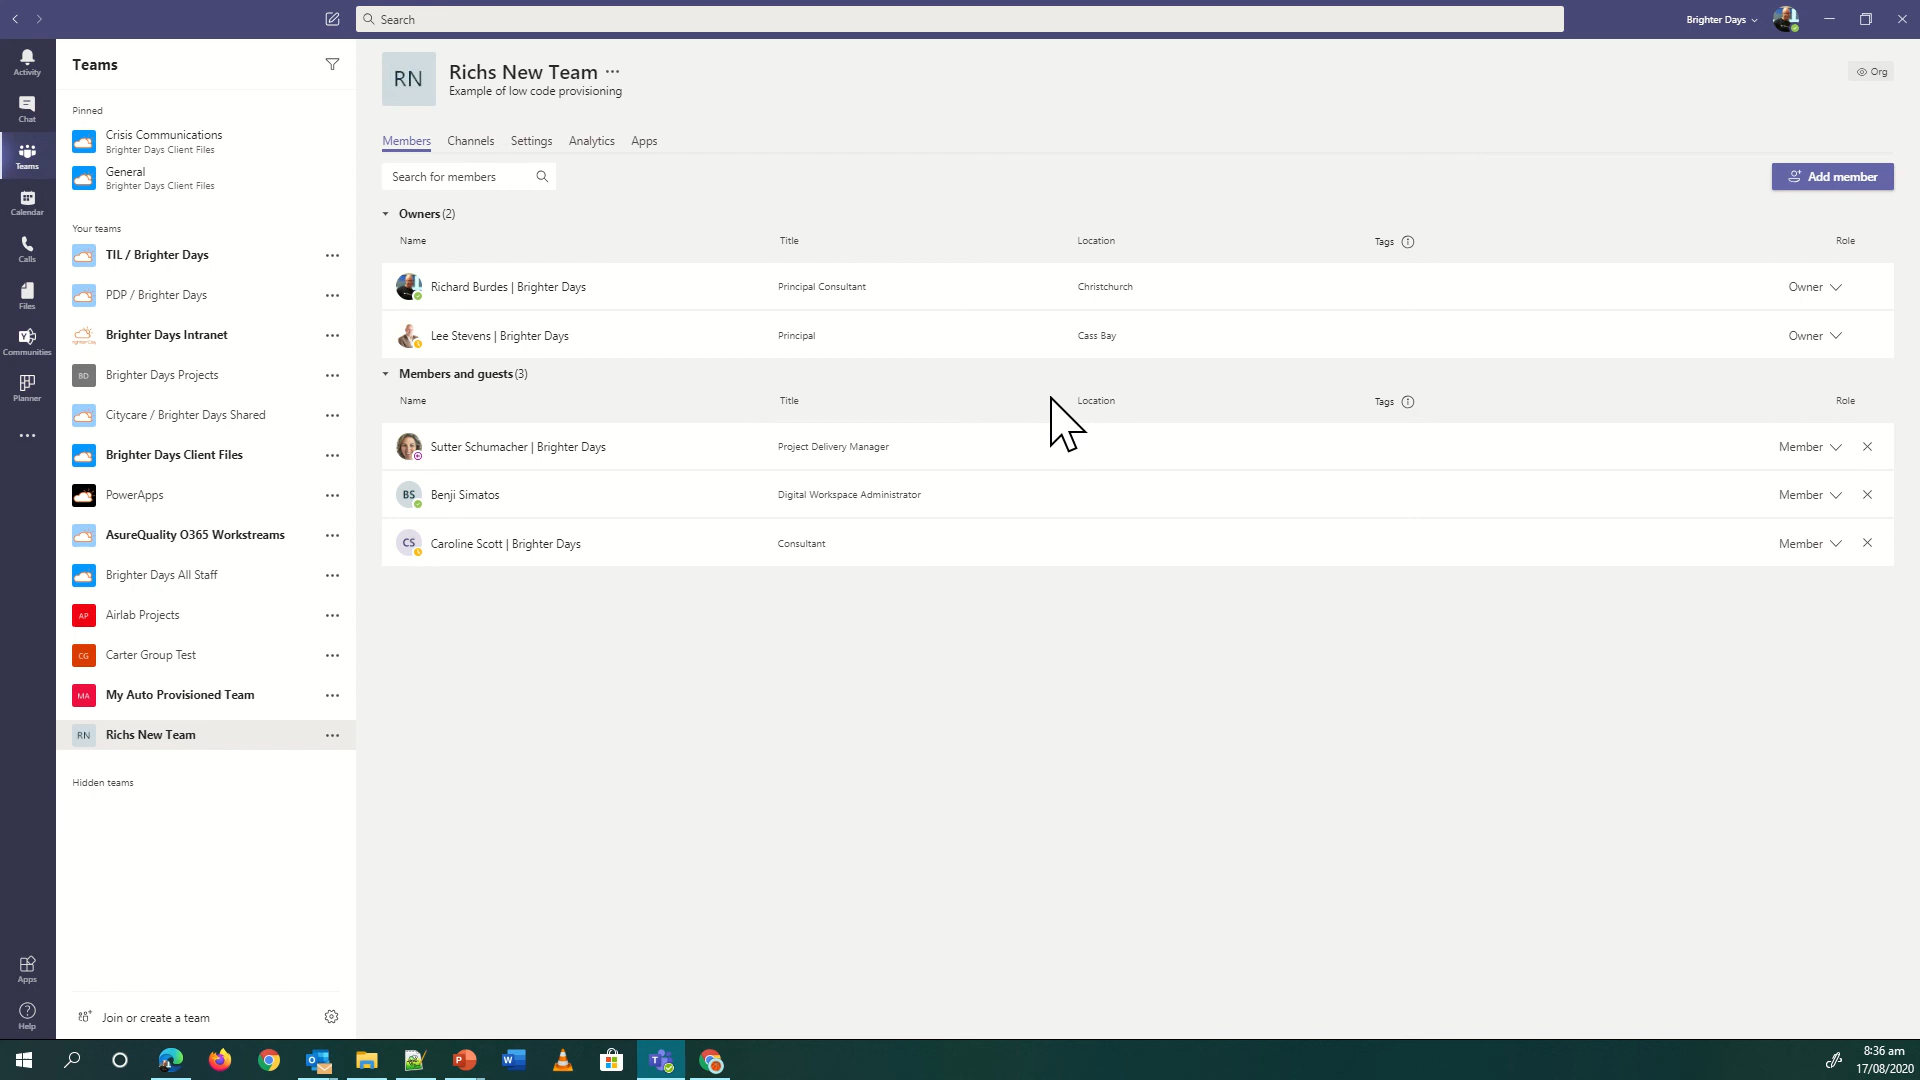 Search
Brighter Days
Activity
Chat
Teams
Calendar
Calls
Files
Communities
Planner
Apps
Help
Teams
Pinned
Crisis Communications
Brighter Days Client Files
General
Brighter Days Client Files
Your teams
TIL / Brighter Days
PDP / Brighter Days
Brighter Days Intranet
BD Brighter Days Projects
Citycare / Brighter Days Shared
Brighter Days Client Files
PowerApps
AsureQuality O365 Workstreams
Brighter Days All Staff
AP Airlab Projects
CG Carter Group Test
MA My Auto Provisioned Team
RN Richs New Team
Hidden teams
Join or create a team
RN
Richs New Team
Example of low code provisioning
Org
Members Channels Settings Analytics Apps
Search for members
Add member
Owners (2)
Name Title Location Tags Role
Richard Burdes | Brighter Days Principal Consultant Christchurch Owner
Lee Stevens | Brighter Days Principal Cass Bay Owner
Members and guests (3)
Name Title Location Tags Role
Sutter Schumacher | Brighter Days Project Delivery Manager Member
BS Benji Simatos Digital Workspace Administrator Member
CS Caroline Scott | Brighter Days Consultant Member
8:36 am
17/08/2020